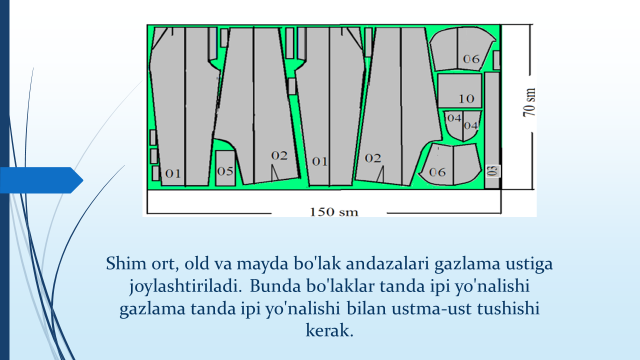 06
10
04
04
02
02
01
01
05
06
03
70 sm
150 sm
Shim ort, old va mayda bo'lak andazalari gazlama ustiga
joylashtiriladi. Bunda bo'laklar tanda ipi yo'nalishi
gazlama tanda ipi yo'nalishi bilan ustma-ust tushishi
kerak.